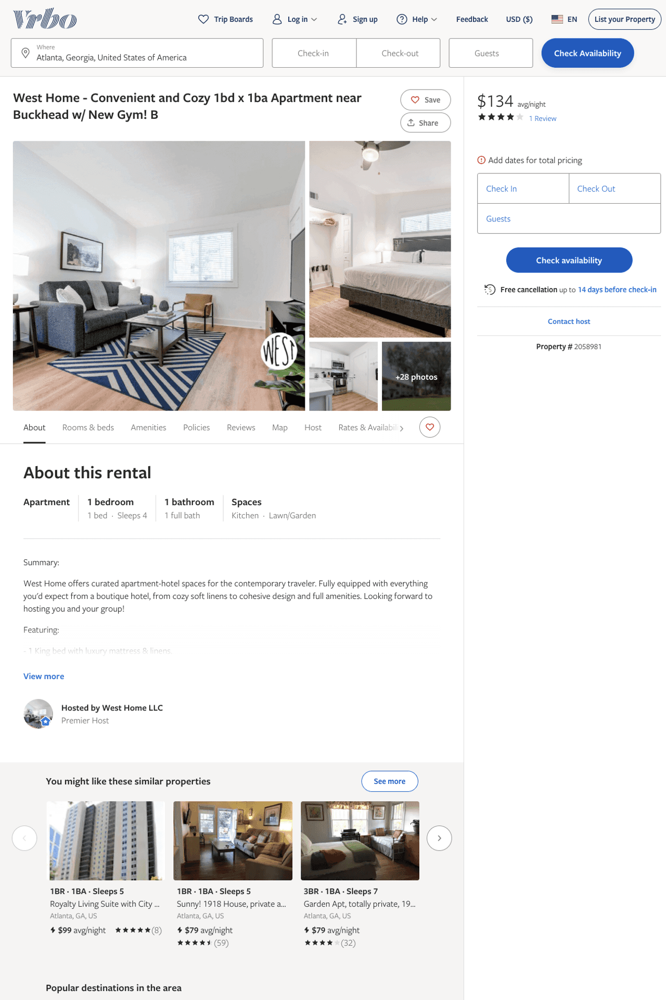 Vrbo
Trip Boards
Log in
Sign up
Help
Feedback
USD ($)
EN
List your Property
Where
Atlanta, Georgia, United States of America
Check-in
Check-out
Guests
Check Availability
West Home - Convenient and Cozy 1bd x 1ba Apartment near
Buckhead w/ New Gym! B
Save
Share
$134 avg/night
1 Review
Add dates for total pricing
Check In
Check Out
Guests
Check availability
Free cancellation up to 14 days before check-in
Contact host
Property # 2058981
WEST
+28 photos
About
Rooms & beds
Amenities
Policies
Reviews
Map
Host
Rates & Availabili
About this rental
Apartment
1 bedroom
1 bed · Sleeps 4
1 bathroom
1 full bath
Spaces
Kitchen · Lawn/Garden
Summary:
West Home offers curated apartment-hotel spaces for the contemporary traveler. Fully equipped with everything
you'd expect from a boutique hotel, from cozy soft linens to cohesive design and full amenities. Looking forward to
hosting you and your group!
Featuring:
- 1 King bed with luxury mattress & linens.
View more
Hosted by West Home LLC
Premier Host
You might like these similar properties
See more
1BR · 1BA · Sleeps 5
Royalty Living Suite with City ...
Atlanta, GA, US
$99 avg/night (8)
1BR · 1BA · Sleeps 5
Sunny! 1918 House, private a...
Atlanta, GA, US
$79 avg/night
(59)
3BR · 1BA · Sleeps 7
Garden Apt, totally private, 19...
Atlanta, GA, US
$79 avg/night
(32)
Popular destinations in the area